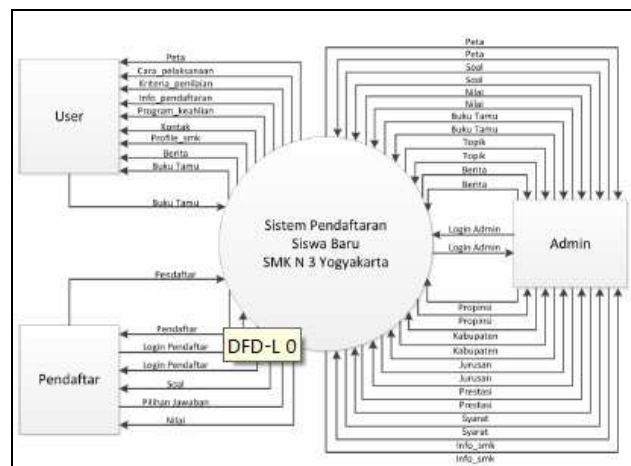 Peta
Cara_pelaksanaan
Kriteria_penilaian
Info_pendaftaran
Program_keahlian
Kontak
Profile_smk
Berita
Buku Tamu
User
Buku Tamu
Pendaftar
Pendaftar
Login Pendaftar
Login Pendaftar
Soal
Pilihan Jawaban
Nilai
Pendaftar
DFD-L 0
Sistem Pendaftaran
Siswa Baru
SMK N 3 Yogyakarta
Peta
Peta
Soal
Soal
Nilai
Nilai
Buku Tamu
Buku Tamu
Topik
Topik
Berita
Berita
Login Admin
Login Admin
Admin
Propinsi
Propinsi
Kabupaten
Kabupaten
Jurusan
Jurusan
Prestasi
Prestasi
Syarat
Syarat
Info_smk
Info_smk